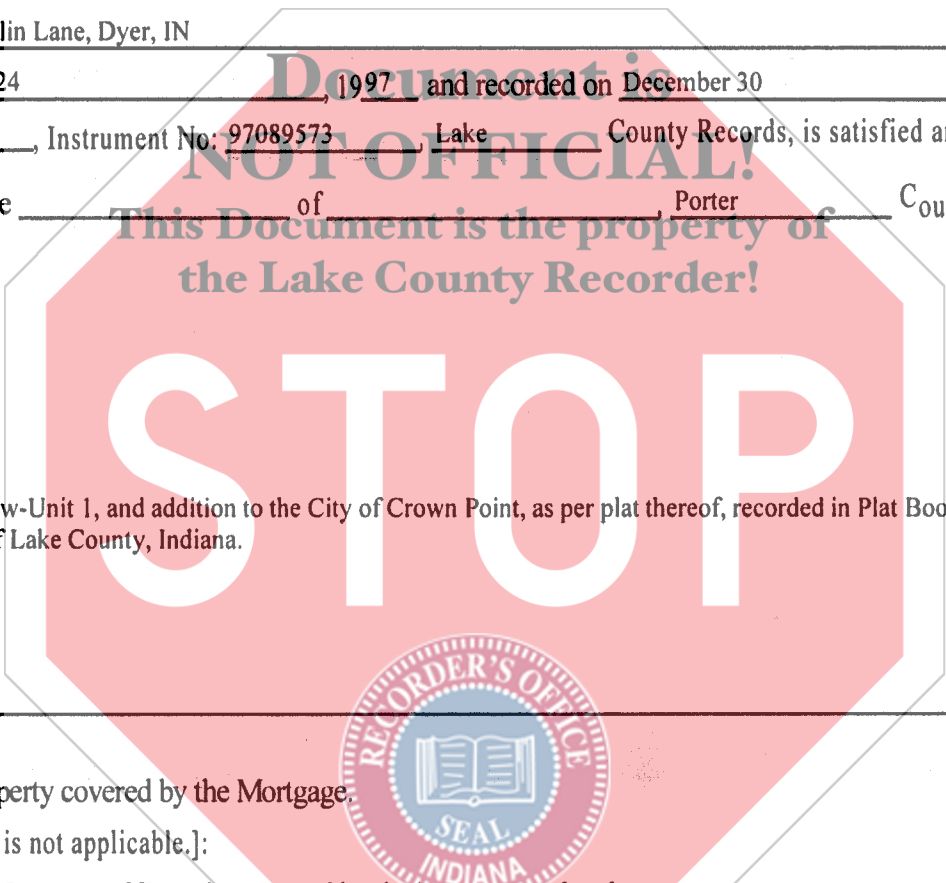 lin Lane, Dyer, IN
Document is
24, 1997 and recorded on December 30
, Instrument No: 97089573, Lake County Records, is satisfied
NOT OFFICIAL!
of , Porter
This Document is the property of
the Lake County Recorder!
STOP
w-Unit 1, and addition to the City of Crown Point, as per plat thereof, recorded in Plat
Lake County, Indiana.
RECORDER'S OFFICE
perty covered by the Mortgage.
is not applicable.]:
SEAL
INDIANA